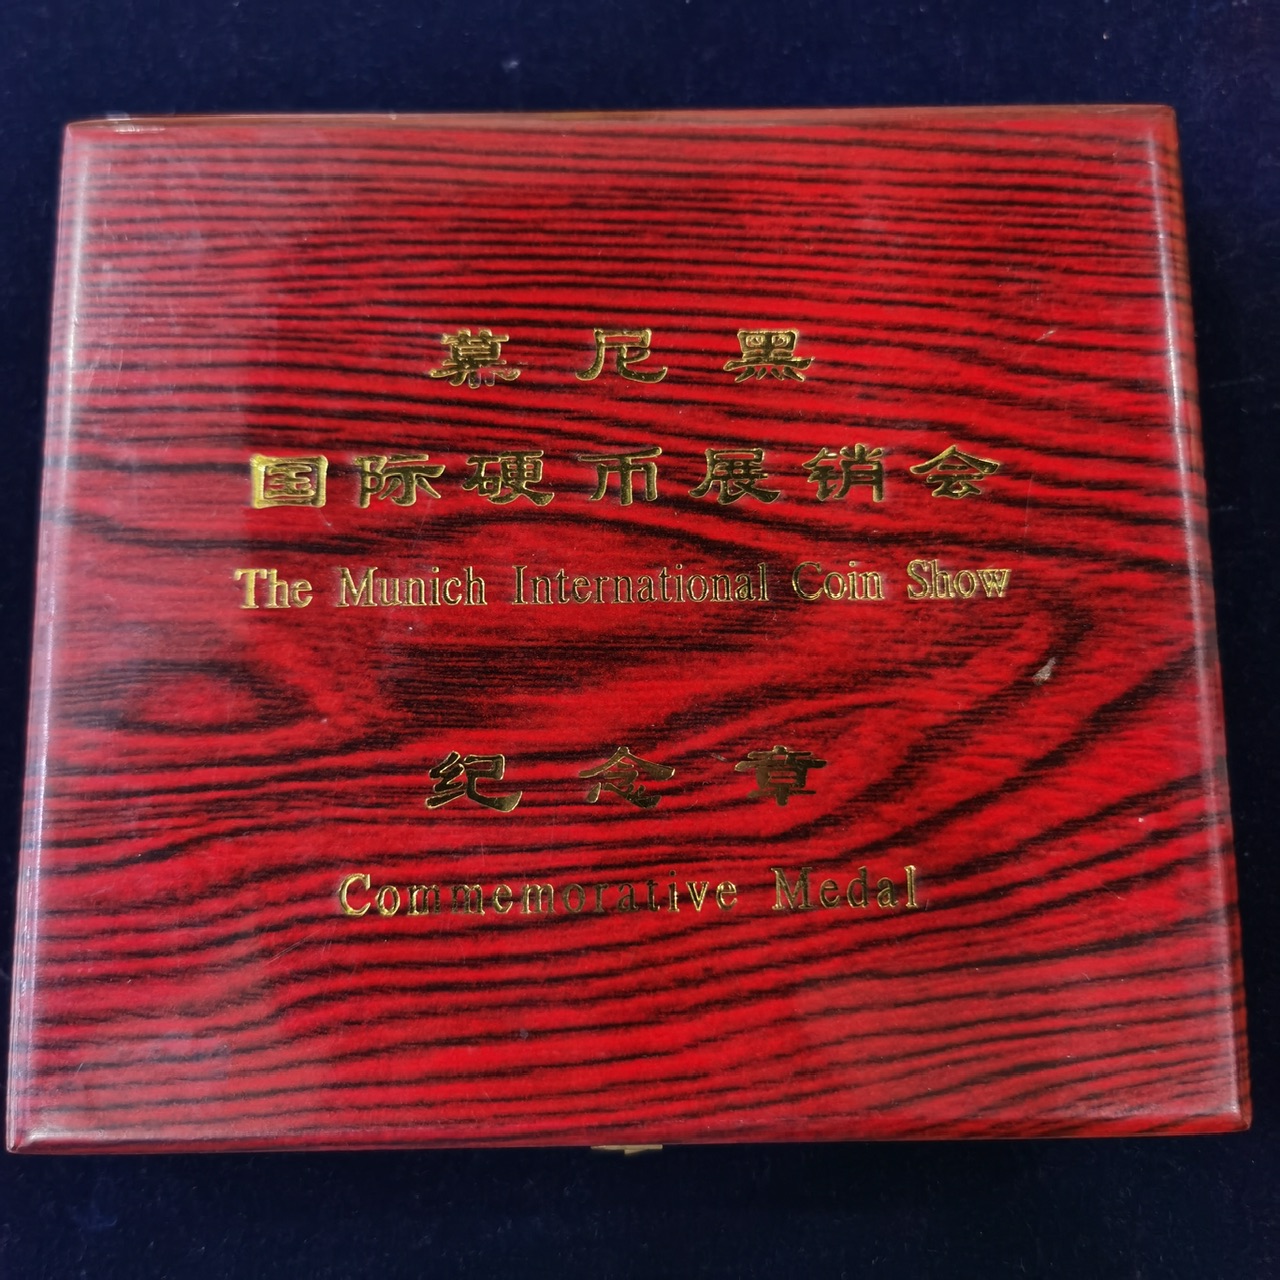 慕尼黑
国际硬币展销会
The Munich International Coin Show
纪念章
Commemorative Medal